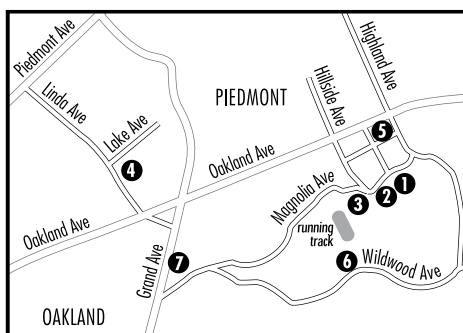 Piedmont Ave
Highland Ave
Linda Ave
Hillside Ave
PIEDMONT
Lake Ave
5
4
Oakland Ave
1
Magnolia Ave
2
3
running
track
Oakland Ave
Grand Ave
7
6
Wildwood Ave
OAKLAND